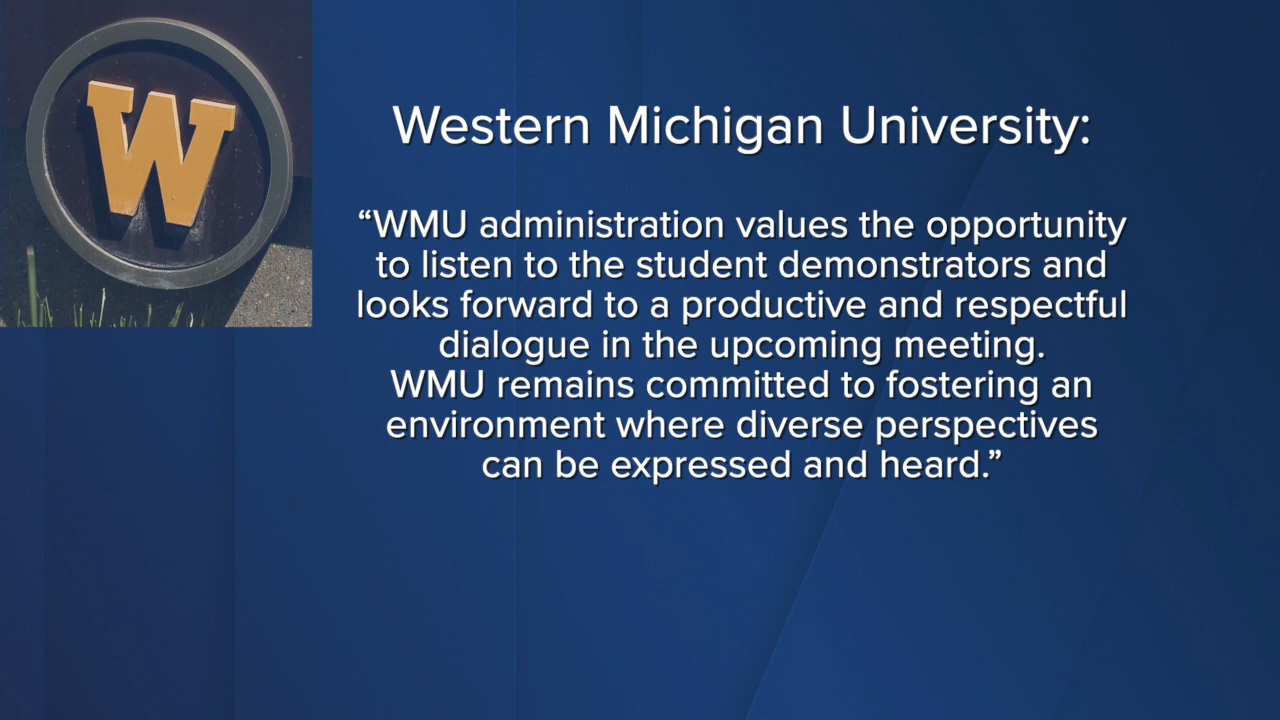 W
Western Michigan University:
“WMU administration values the opportunity
to listen to the student demonstrators and
looks forward to a productive and respectful
dialogue in the upcoming meeting.
WMU remains committed to fostering an
environment where diverse perspectives
can be expressed and heard.”